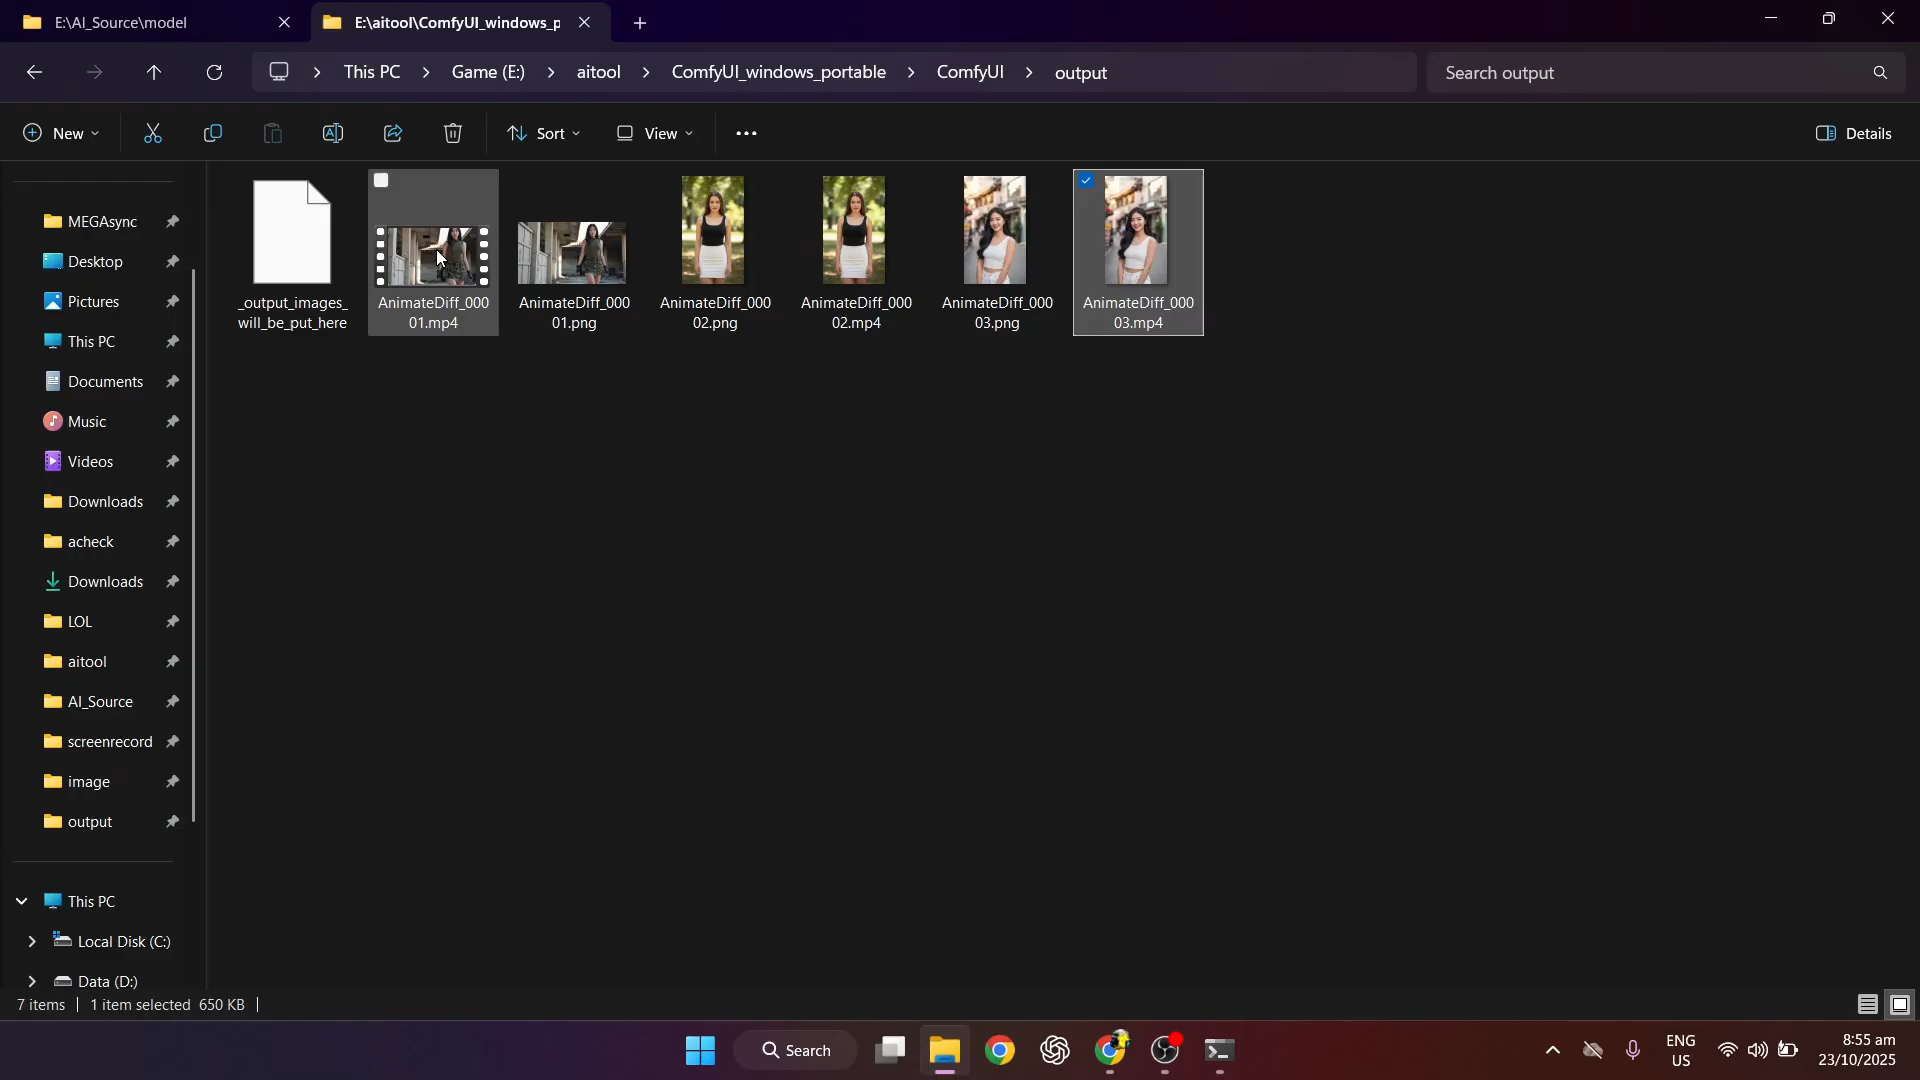 E:\AI_Source\model
E:\aitool\ComfyUI_windows_p
This PC
Game (E:)
aitool
ComfyUI_windows_portable
ComfyUI
output
Search output
New
Sort
View
Details
MEGAsync
Desktop
Pictures
This PC
Documents
Music
Videos
Downloads
acheck
Downloads
LOL
aitool
AI_Source
screenrecord
image
output
This PC
Local Disk (C:)
Data (D:)
_output_images_
will_be_put_here
AnimateDiff_000
01.mp4
AnimateDiff_000
01.png
AnimateDiff_000
02.png
AnimateDiff_000
02.mp4
AnimateDiff_000
03.png
AnimateDiff_000
03.mp4
7 items
1 item selected 650 KB
Search
ENG
US
8:55 am
23/10/2025